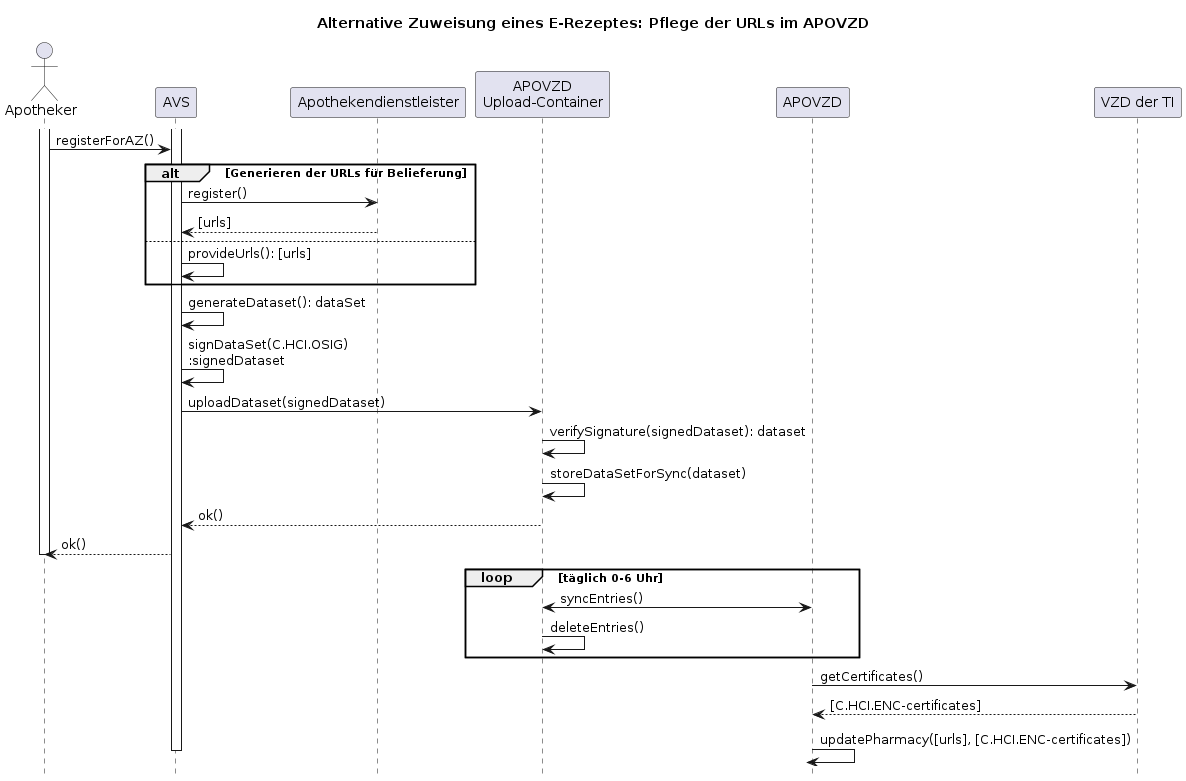 Alternative Zuweisung eines E-Rezeptes: Pflege der URLs im APOVZD
Apotheker
AVS
Apothekendienstleister
APOVZD
Upload-Container
APOVZD
VZD der TI
registerForAZ()
alt
[Generieren der URLs für Belieferung]
register()
[urls]
provideUrls(): [urls]
generateDataset(): dataSet
signDataSet(C.HCI.OSIG)
:signedDataset
uploadDataset(signedDataset)
verifySignature(signedDataset): dataset
storeDataSetForSync(dataset)
ok()
ok()
loop
[täglich 0-6 Uhr]
syncEntries()
deleteEntries()
getCertificates()
[C.HCI.ENC-certificates]
updatePharmacy([urls], [C.HCI.ENC-certificates])